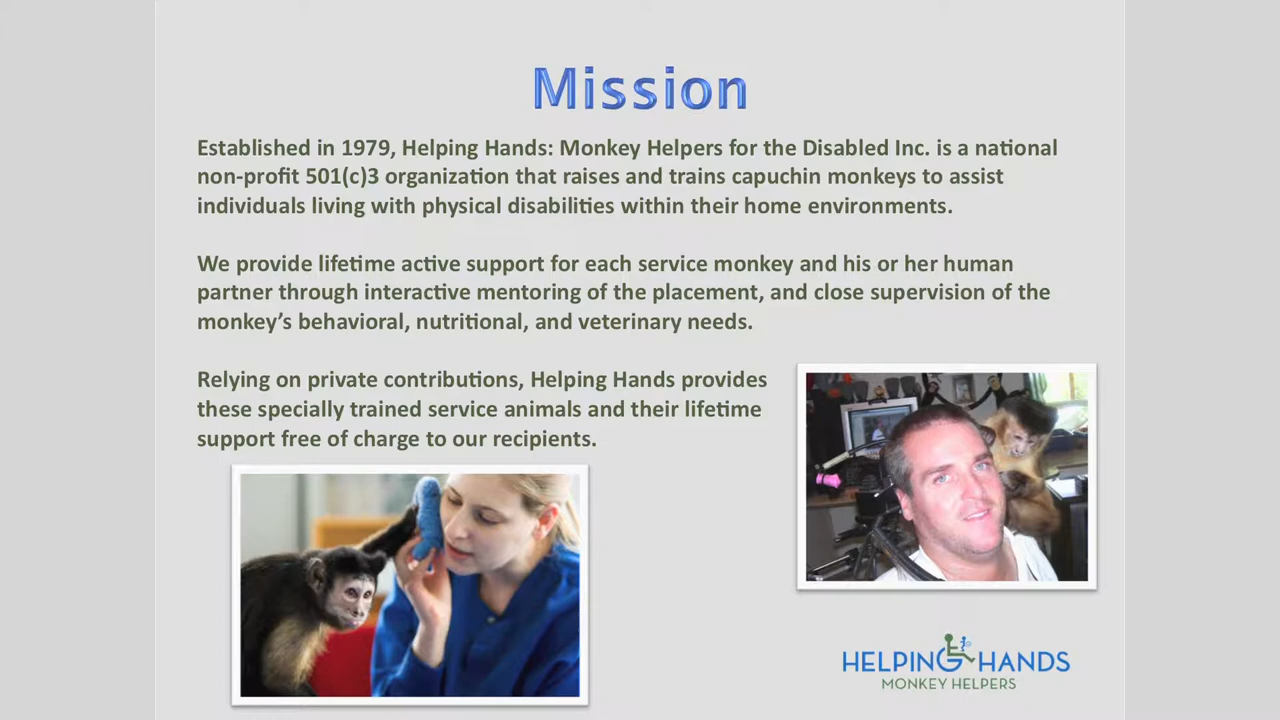 Mission
Established in 1979, Helping Hands: Monkey Helpers for the Disabled Inc. is a national
non-profit 501(c)3 organization that raises and trains capuchin monkeys to assist
individuals living with physical disabilities within their home environments.
We provide lifetime active support for each service monkey and his or her human
partner through interactive mentoring of the placement, and close supervision of the
monkey's behavioral, nutritional, and veterinary needs.
Relying on private contributions, Helping Hands provides
these specially trained service animals and their lifetime
support free of charge to our recipients.
HELPING HANDS
MONKEY HELPERS